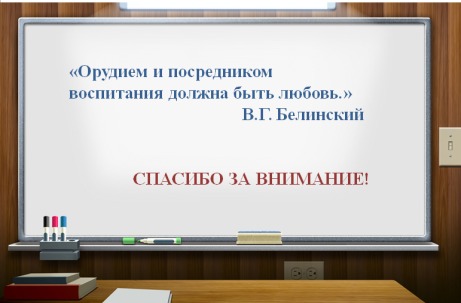 «Орудием и посредником
воспитания должна быть любовь.»
В.Г. Белинский
СПАСИБО ЗА ВНИМАНИЕ!